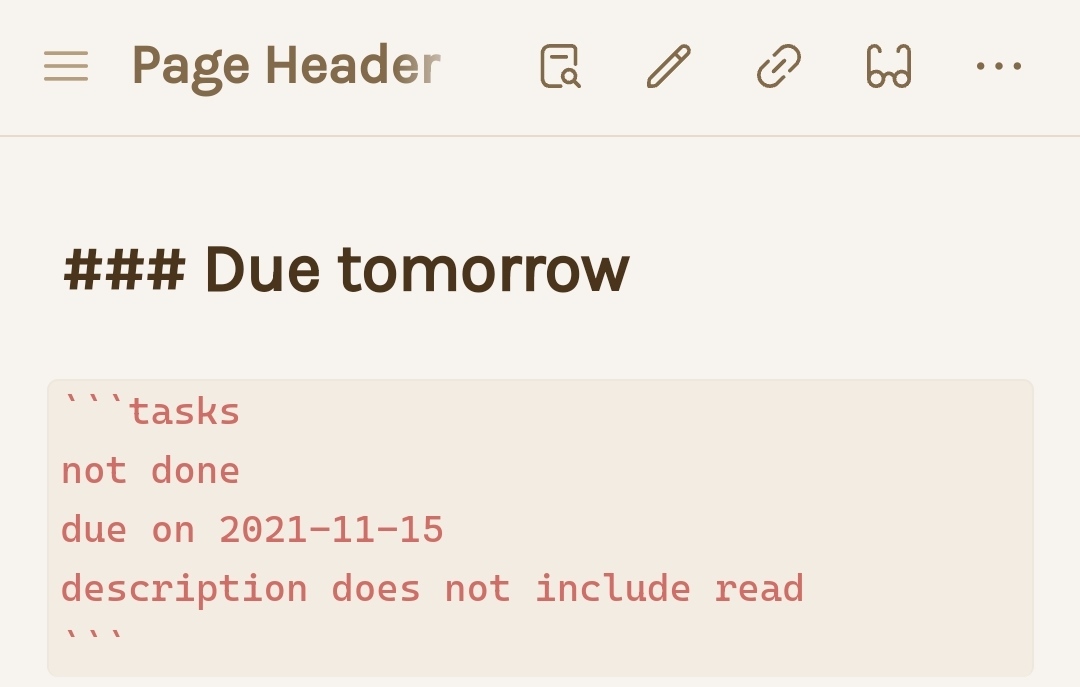 Page Header
### Due tomorrow
```tasks
not done
due on 2021-11-15
description does not include read
```